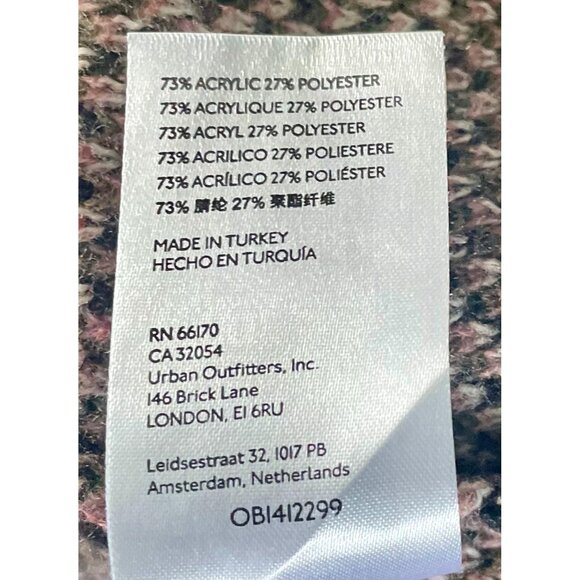 73% ACRYLIC 27% POLYESTER
73% ACRYLIQUE 27% POLYESTER
73% ACRYL 27% POLYESTER
73% ACRILICO 27% POLIESTERE
73% ACRÍLICO 27% POLIÉSTER
73% 腈纶 27% 聚酯纤维
MADE IN TURKEY
HECHO EN TURQUÍA
RN 66170
CA 32054
Urban Outfitters, Inc.
146 Brick Lane
LONDON, E1 6RU
Leidsestraat 32, 1017 PB
Amsterdam, Netherlands
OB1412299